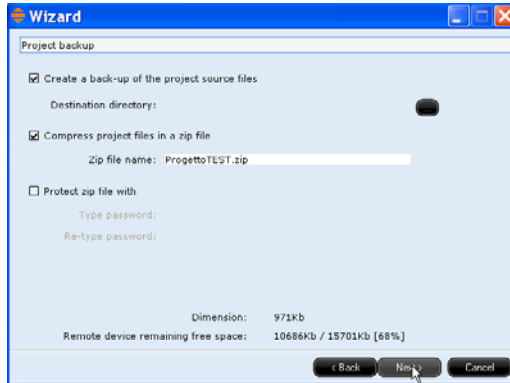 Wizard
Project backup
Create a back-up of the project source files
Destination directory:
...
Compress project files in a zip file
Zip file name: ProgettoTEST.zip
Protect zip file with
Type password:
Re-type password:
Dimension: 971Kb
Remote device remaining free space: 10686Kb / 15701Kb [68%]
< Back Next > Cancel